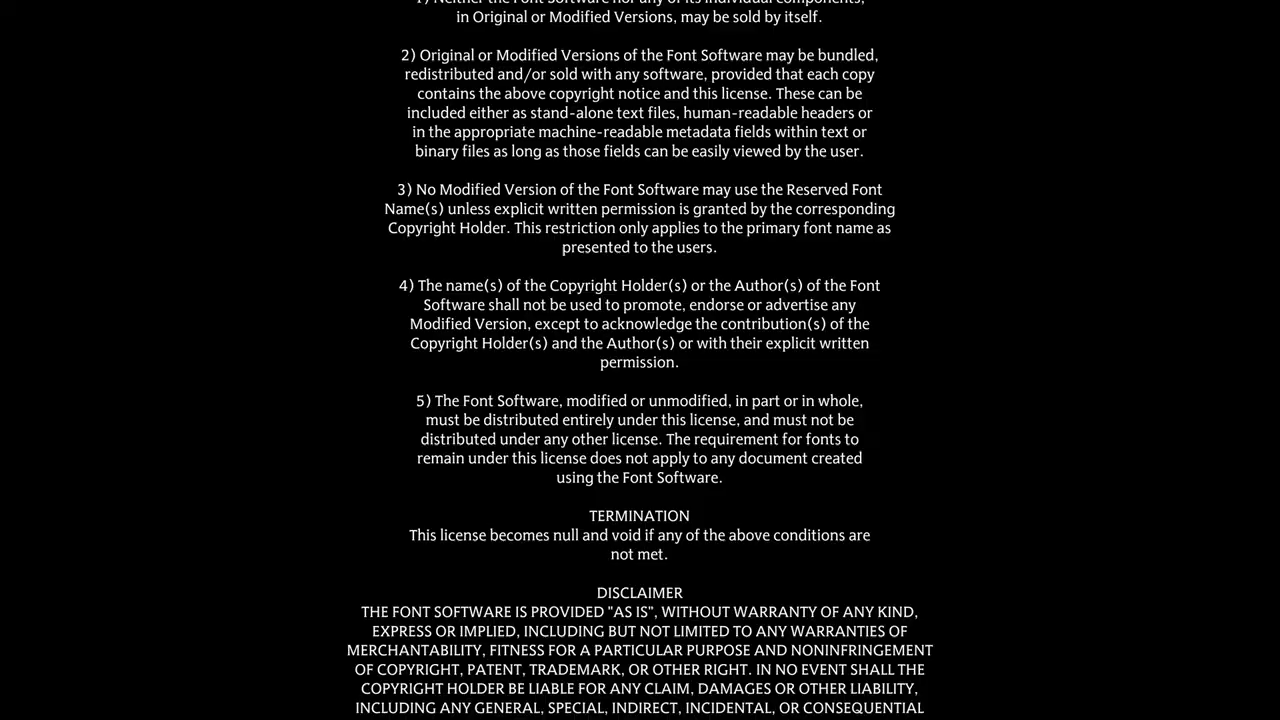 1) Neither the Font Software nor any of its individual components,
in Original or Modified Versions, may be sold by itself.
2) Original or Modified Versions of the Font Software may be bundled,
redistributed and/or sold with any software, provided that each copy
contains the above copyright notice and this license. These can be
included either as stand-alone text files, human-readable headers or
in the appropriate machine-readable metadata fields within text or
binary files as long as those fields can be easily viewed by the user.
3) No Modified Version of the Font Software may use the Reserved Font
Name(s) unless explicit written permission is granted by the corresponding
Copyright Holder. This restriction only applies to the primary font name as
presented to the users.
4) The name(s) of the Copyright Holder(s) or the Author(s) of the Font
Software shall not be used to promote, endorse or advertise any
Modified Version, except to acknowledge the contribution(s) of the
Copyright Holder(s) and the Author(s) or with their explicit written
permission.
5) The Font Software, modified or unmodified, in part or in whole,
must be distributed entirely under this license, and must not be
distributed under any other license. The requirement for fonts to
remain under this license does not apply to any document created
using the Font Software.
TERMINATION
This license becomes null and void if any of the above conditions are
not met.
DISCLAIMER
THE FONT SOFTWARE IS PROVIDED "AS IS", WITHOUT WARRANTY OF ANY KIND,
EXPRESS OR IMPLIED, INCLUDING BUT NOT LIMITED TO ANY WARRANTIES OF
MERCHANTABILITY, FITNESS FOR A PARTICULAR PURPOSE AND NONINFRINGEMENT
OF COPYRIGHT, PATENT, TRADEMARK, OR OTHER RIGHT. IN NO EVENT SHALL THE
COPYRIGHT HOLDER BE LIABLE FOR ANY CLAIM, DAMAGES OR OTHER LIABILITY,
INCLUDING ANY GENERAL, SPECIAL, INDIRECT, INCIDENTAL, OR CONSEQUENTIAL